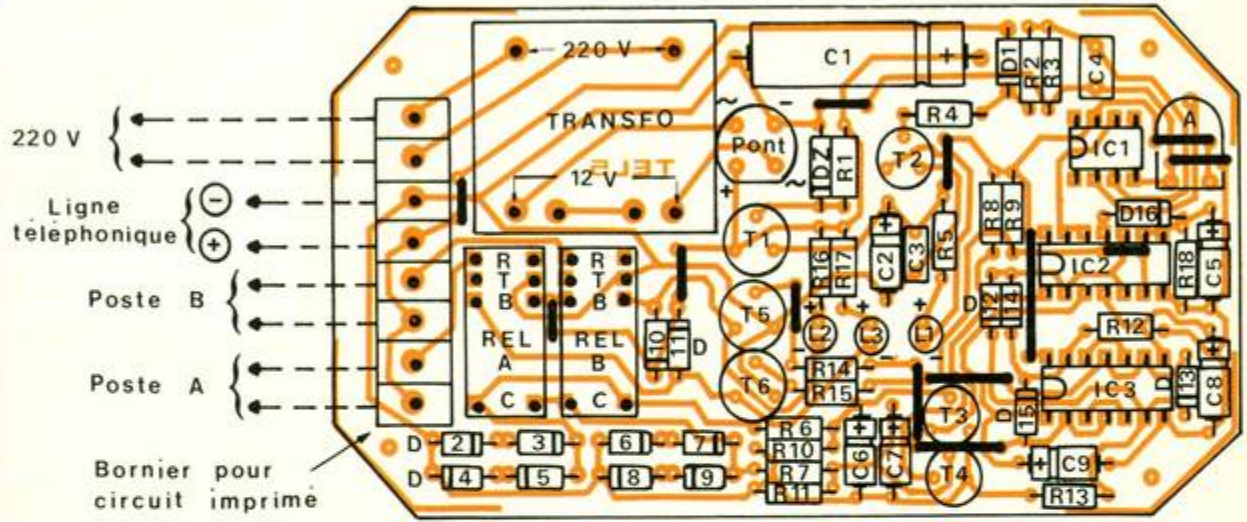 220 V
Ligne
téléphonique
−
+
Poste B
Poste A
Bornier pour
circuit imprimé
220 V
TRANSFO
TEL5
12 V
C1
+
D1
R2
R3
C4
~
−
Pont
+
~
DZ
R1
R4
T2
IC1
A
T1
R16
R17
+
C2
C3
R5
R8
R9
D16
IC2
R18
+
C5
R
T
B
REL
A
C
R
T
B
REL
B
C
10
11
D
T5
T6
+
L2
−
+
L3
−
+
L1
−
D
12
14
R12
R14
R15
IC3
D
13
+
C8
T3
D
15
D
2
3
6
7
D
4
5
8
9
R6
R10
R7
R11
+
C6
+
C7
T4
+
C9
R13